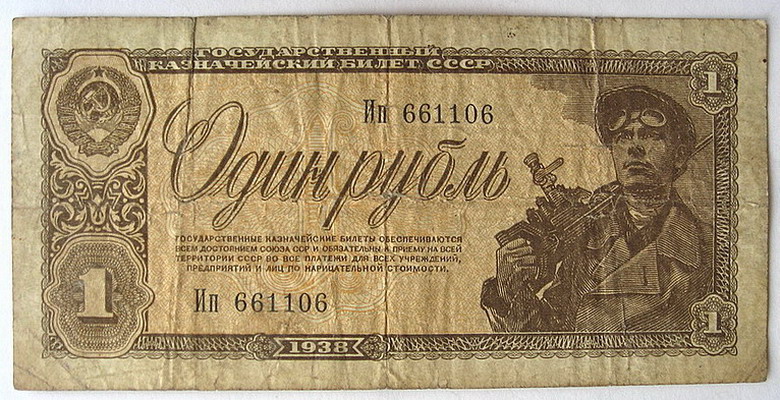 ГОСУДАРСТВЕННЫЙ
КАЗНАЧЕЙСКИЙ БИЛЕТ СССР
1
Ип 661106
Один рубль
ГОСУДАРСТВЕННЫЕ КАЗНАЧЕЙСКИЕ БИЛЕТЫ ОБЕСПЕЧИВАЮТСЯ
ВСЕМ ДОСТОЯНИЕМ СОЮЗА ССР И ОБЯЗАТЕЛЬНЫ К ПРИЕМУ НА ВСЕЙ
ТЕРРИТОРИИ СССР ВО ВСЕ ПЛАТЕЖИ ДЛЯ ВСЕХ УЧРЕЖДЕНИЙ,
ПРЕДПРИЯТИЙ И ЛИЦ ПО НАРИЦАТЕЛЬНОЙ СТОИМОСТИ.
1
Ип 661106
1
1938